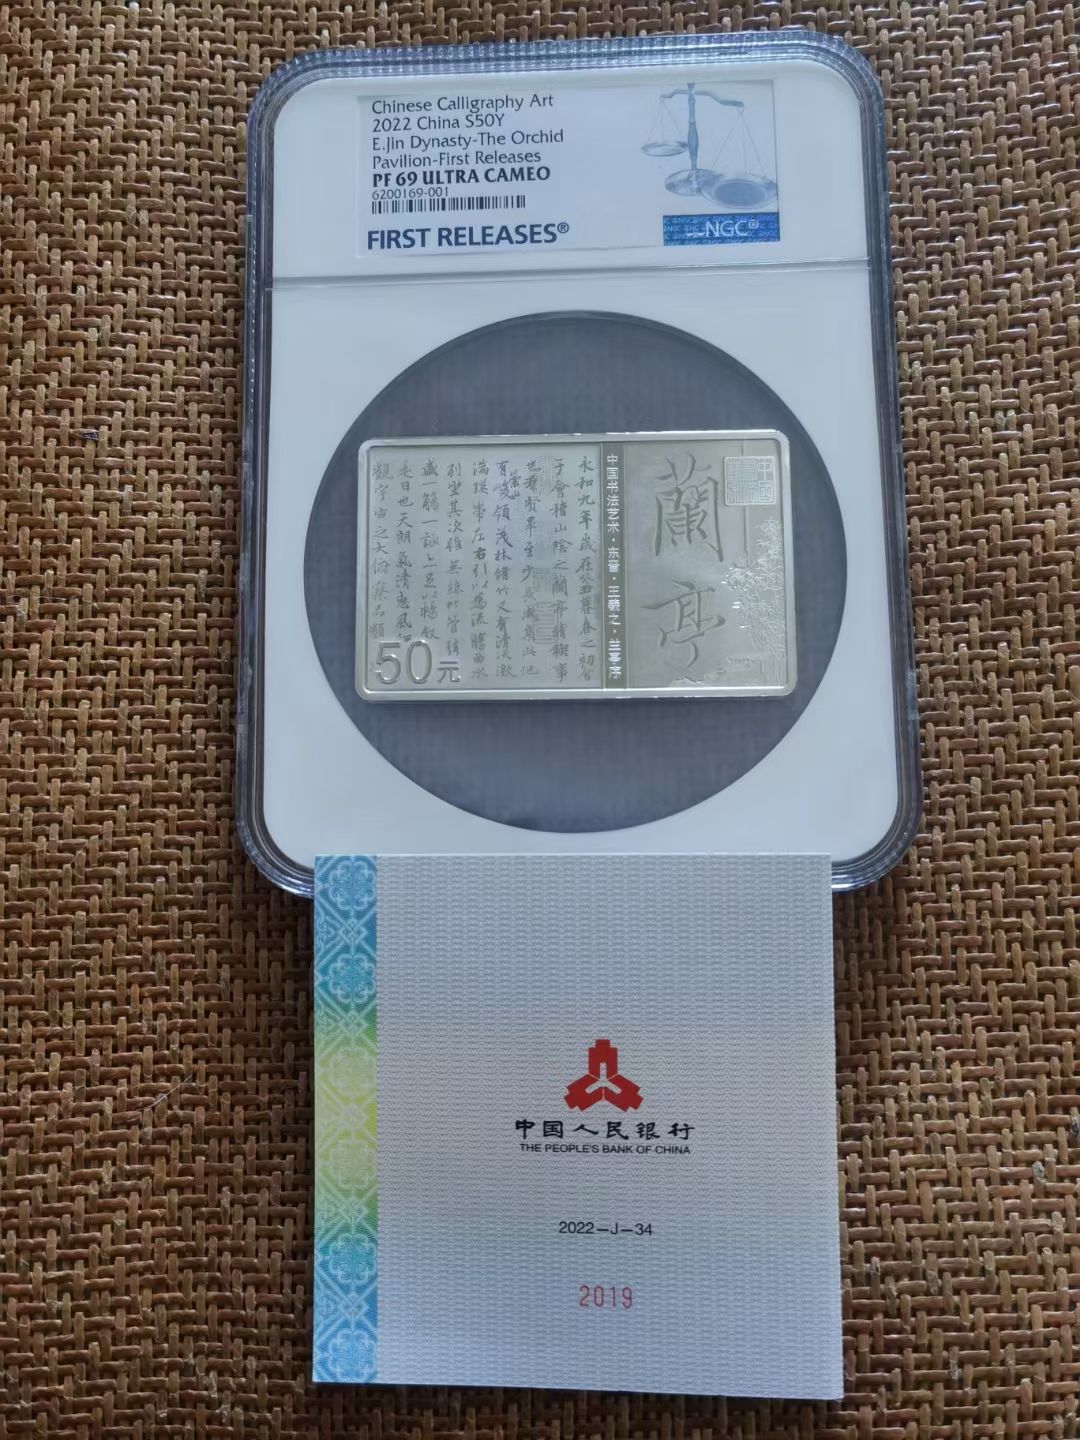 Chinese Calligraphy Art
2022 China S50Y
E.Jin Dynasty-The Orchid
Pavilion-First Releases
PF 69 ULTRA CAMEO
6200169-001
FIRST RELEASES®
NGC®
蘭亭
中国书法艺术·东晋·王羲之·兰亭序
永和九年歲在癸丑暮春之初會
于會稽山陰之蘭亭脩稧事
也羣賢畢至少長咸集此地
有崇山峻領茂林脩竹又有清流激
湍暎帶左右引以為流觴曲水
列坐其次雖無絲竹管弦
盛一觴一詠亦足以暢叙
是日也天朗氣清惠風和
觀宇宙之大俯察品類
50元
中国人民银行
THE PEOPLE'S BANK OF CHINA
2022-J-34
2019